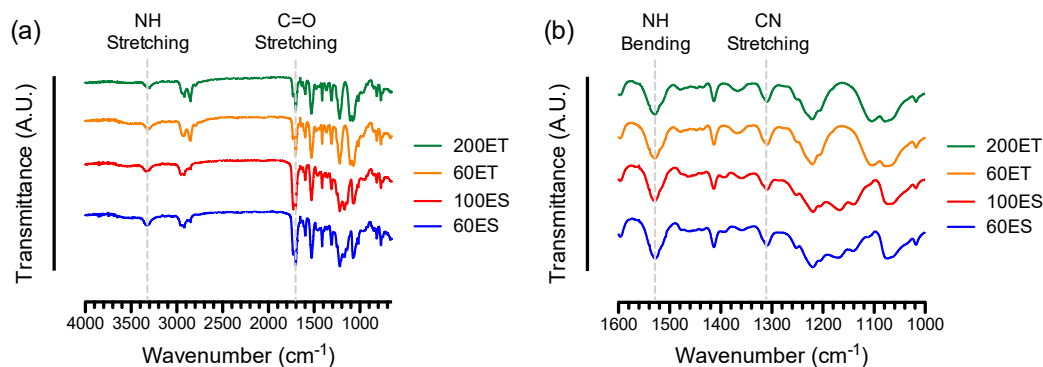 (a)
NH
Stretching
C=O
Stretching
Transmittance (A.U.)
200ET
60ET
100ES
60ES
4000 3500 3000 2500 2000 1500 1000
Wavenumber (cm⁻¹)
(b)
NH
Bending
CN
Stretching
Transmittance (A.U.)
200ET
60ET
100ES
60ES
1600 1500 1400 1300 1200 1100 1000
Wavenumber (cm⁻¹)